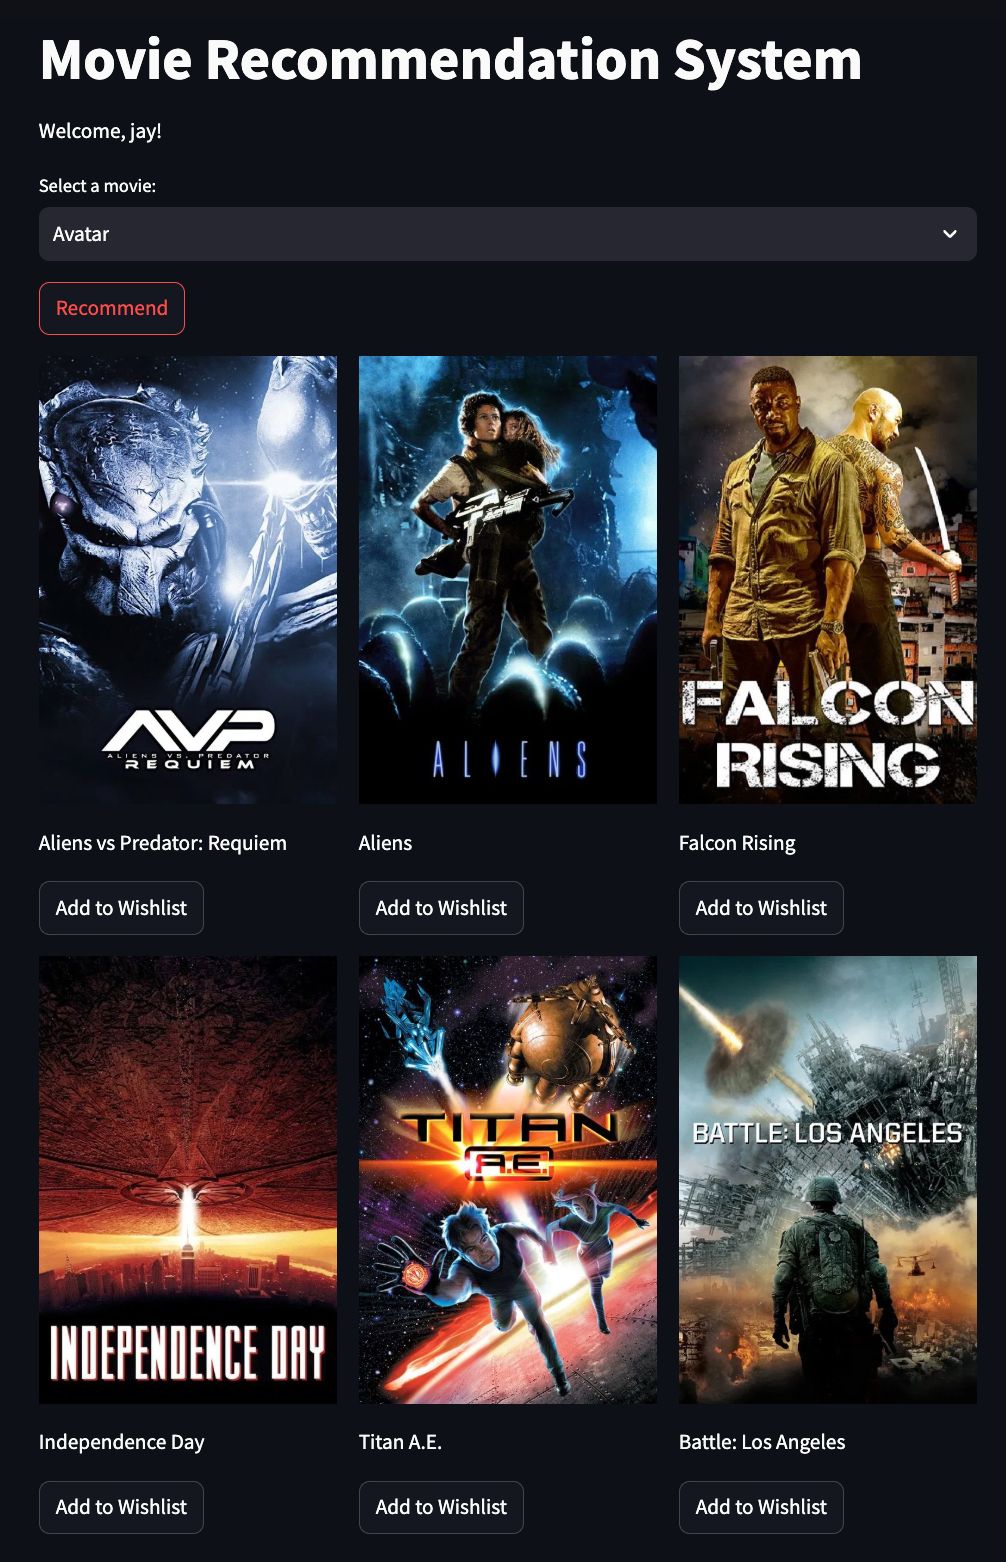 Movie Recommendation System
Welcome, jay!
Select a movie:
Avatar
Recommend
AVP
ALIENS VS. PREDATOR
REQUIEM
ALIENS
FALCON
RISING
Aliens vs Predator: Requiem
Aliens
Falcon Rising
Add to Wishlist
Add to Wishlist
Add to Wishlist
INDEPENDENCE DAY
TITAN
A.E.
BATTLE: LOS ANGELES
Independence Day
Titan A.E.
Battle: Los Angeles
Add to Wishlist
Add to Wishlist
Add to Wishlist